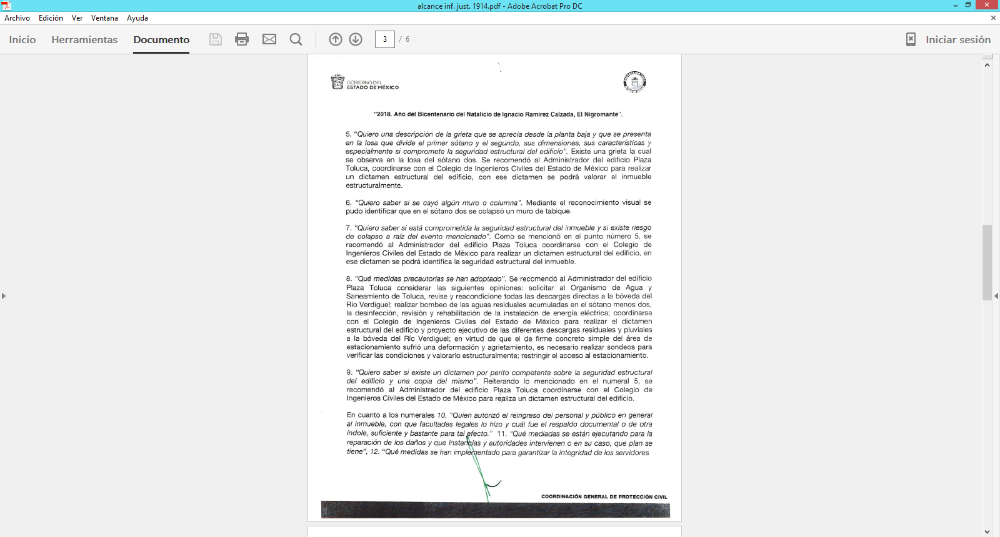 alcance inf. just. 1914.pdf - Adobe Acrobat Pro DC
Archivo Edición Ver Ventana Ayuda
Inicio Herramientas Documento 3 / 6 Iniciar sesión
GOBIERNO DEL
ESTADO DE MÉXICO
"2018. Año del Bicentenario del Natalicio de Ignacio Ramírez Calzada, El Nigromante".
5. "Quiero una descripción de la grieta que se aprecia desde la planta baja y que se presenta
en la losa que divide el primer sótano y el segundo, sus dimensiones, sus características y
especialmente si compromete la seguridad estructural del edificio". Existe una grieta la cual
se observa en la losa del sótano dos. Se recomendó al Administrador del edificio Plaza
Toluca, coordinarse con el Colegio de Ingenieros Civiles del Estado de México para realizar
un dictamen estructural del edificio, con ese dictamen se podrá valorar el inmueble
estructuralmente.
6. "Quiero saber si se cayó algún muro o columna". Mediante el reconocimiento visual se
pudo identificar que en el sótano dos se colapsó un muro de tabique.
7. "Quiero saber si está comprometida la seguridad estructural del inmueble y si existe riesgo
de colapso a raíz del evento mencionado". Como se mencionó en el punto número 5, se
recomendó al Administrador del edificio Plaza Toluca coordinarse con el Colegio de
Ingenieros Civiles del Estado de México para realizar un dictamen estructural del edificio, en
ese dictamen se podrá identifica la seguridad estructural del inmueble.
8. "Qué medidas precautorias se han adoptado". Se recomendó al Administrador del edificio
Plaza Toluca considerar las siguientes opiniones: solicitar al Organismo de Agua y
Saneamiento de Toluca, revise y reacondicione todas las descargas directas a la bóveda del
Río Verdiguel; realizar bombeo de las aguas residuales acumuladas en el sótano menos dos,
la desinfección, revisión y rehabilitación de la instalación de energía eléctrica; coordinarse
con el Colegio de Ingenieros Civiles del Estado de México para realizar el dictamen
estructural del edificio y proyecto ejecutivo de las diferentes descargas residuales y pluviales
a la bóveda del Río Verdiguel; en virtud de que el de firme concreto simple del área de
estacionamiento sufrió una deformación y agrietamiento, es necesario realizar sondeos para
verificar las condiciones y valorarlo estructuralmente; restringir el acceso al estacionamiento.
9. "Quiero saber si existe un dictamen por perito competente sobre la seguridad estructural
del edificio y una copia del mismo". Reiterando lo mencionado en el numeral 5, se
recomendó al Administrador del edificio Plaza Toluca coordinarse con el Colegio de
Ingenieros Civiles del Estado de México para realiza un dictamen estructural del edificio.
En cuanto a los numerales 10. "Quien autorizó el reingreso del personal y público en general
al inmueble, con que facultades legales lo hizo y cuál fue el respaldo documental o de otra
índole, suficiente y bastante para tal efecto." 11. "Qué mediadas se están ejecutando para la
reparación de los daños y que instancias y autoridades intervienen o en su caso, que plan se
tiene", 12. "Qué medidas se han implementado para garantizar la integridad de los servidores
COORDINACIÓN GENERAL DE PROTECCIÓN CIVIL